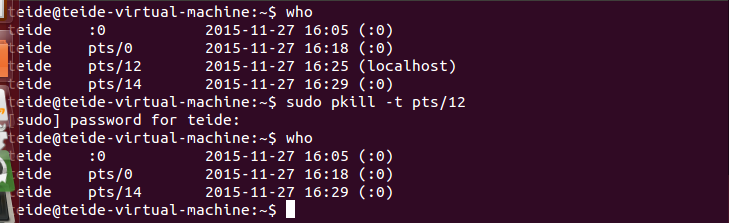 teide@teide-virtual-machine:~$ who
teide    :0           2015-11-27 16:05 (:0)
teide    pts/0        2015-11-27 16:18 (:0)
teide    pts/12       2015-11-27 16:25 (localhost)
teide    pts/14       2015-11-27 16:29 (:0)
teide@teide-virtual-machine:~$ sudo pkill -t pts/12
[sudo] password for teide:
teide@teide-virtual-machine:~$ who
teide    :0           2015-11-27 16:05 (:0)
teide    pts/0        2015-11-27 16:18 (:0)
teide    pts/14       2015-11-27 16:29 (:0)
teide@teide-virtual-machine:~$